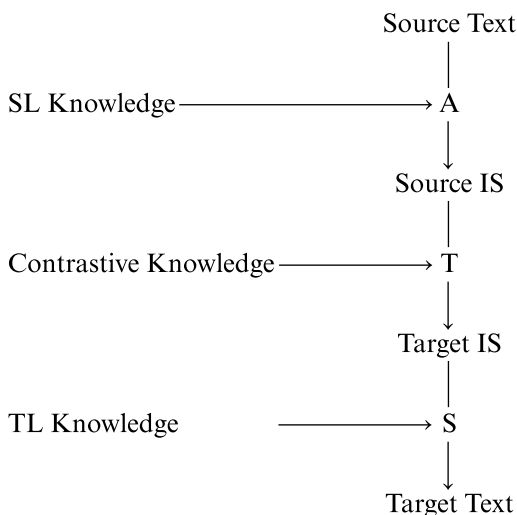 Source Text
SL Knowledge A
Source IS
Contrastive Knowledge T
Target IS
TL Knowledge S
Target Text